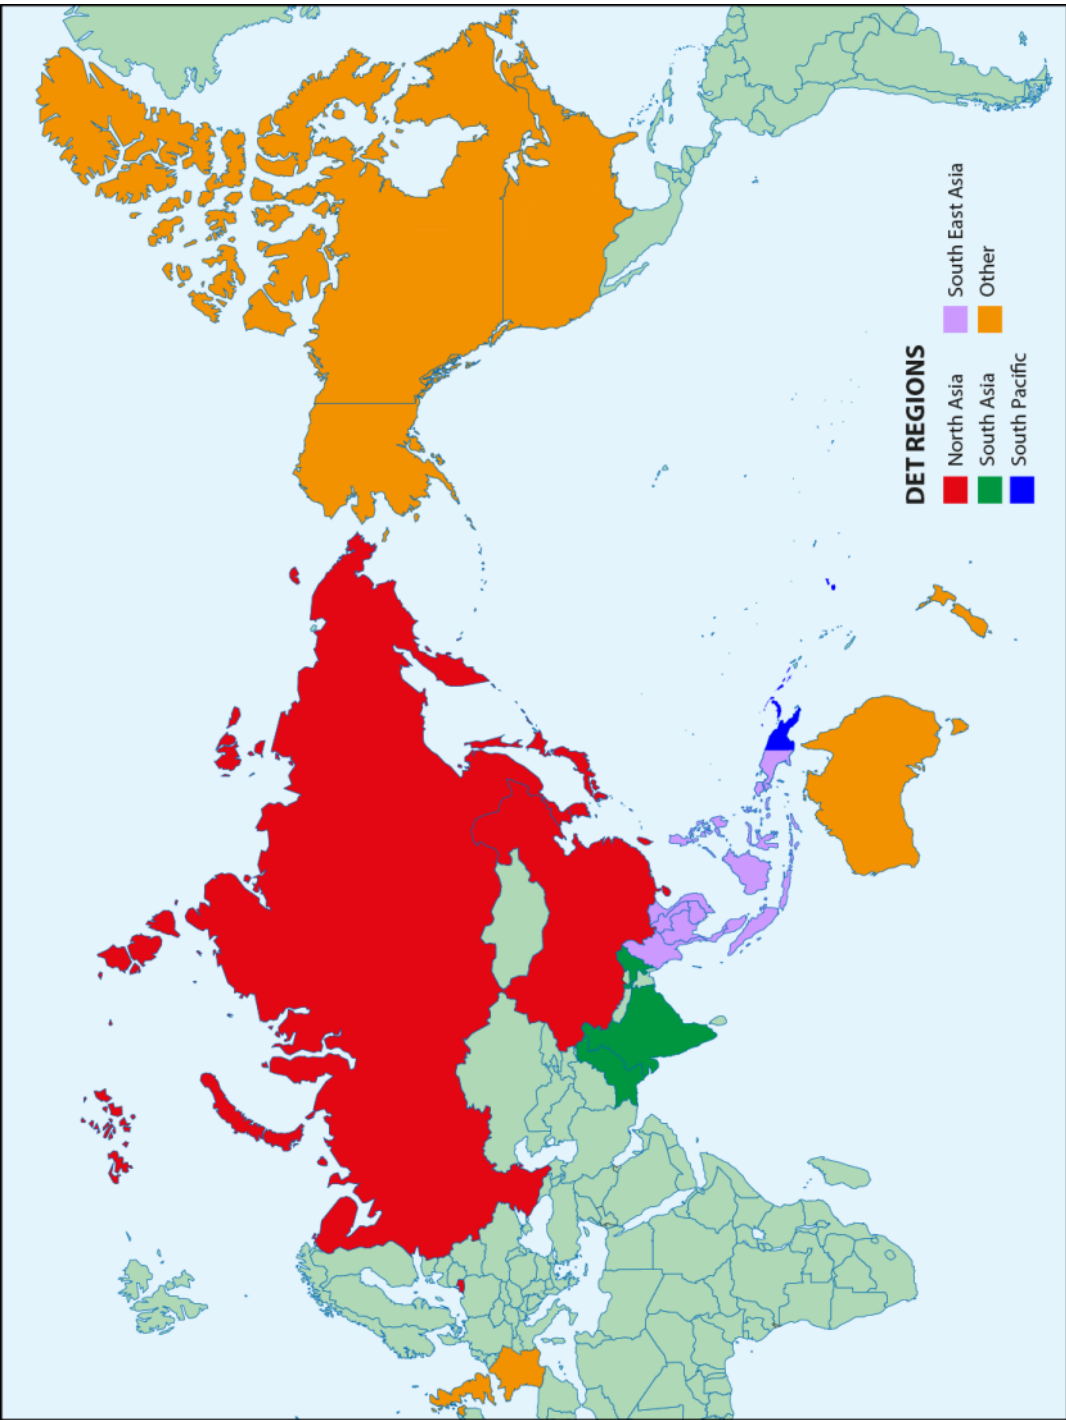 DET REGIONS
North Asia
South East Asia
South Asia
Other
South Pacific